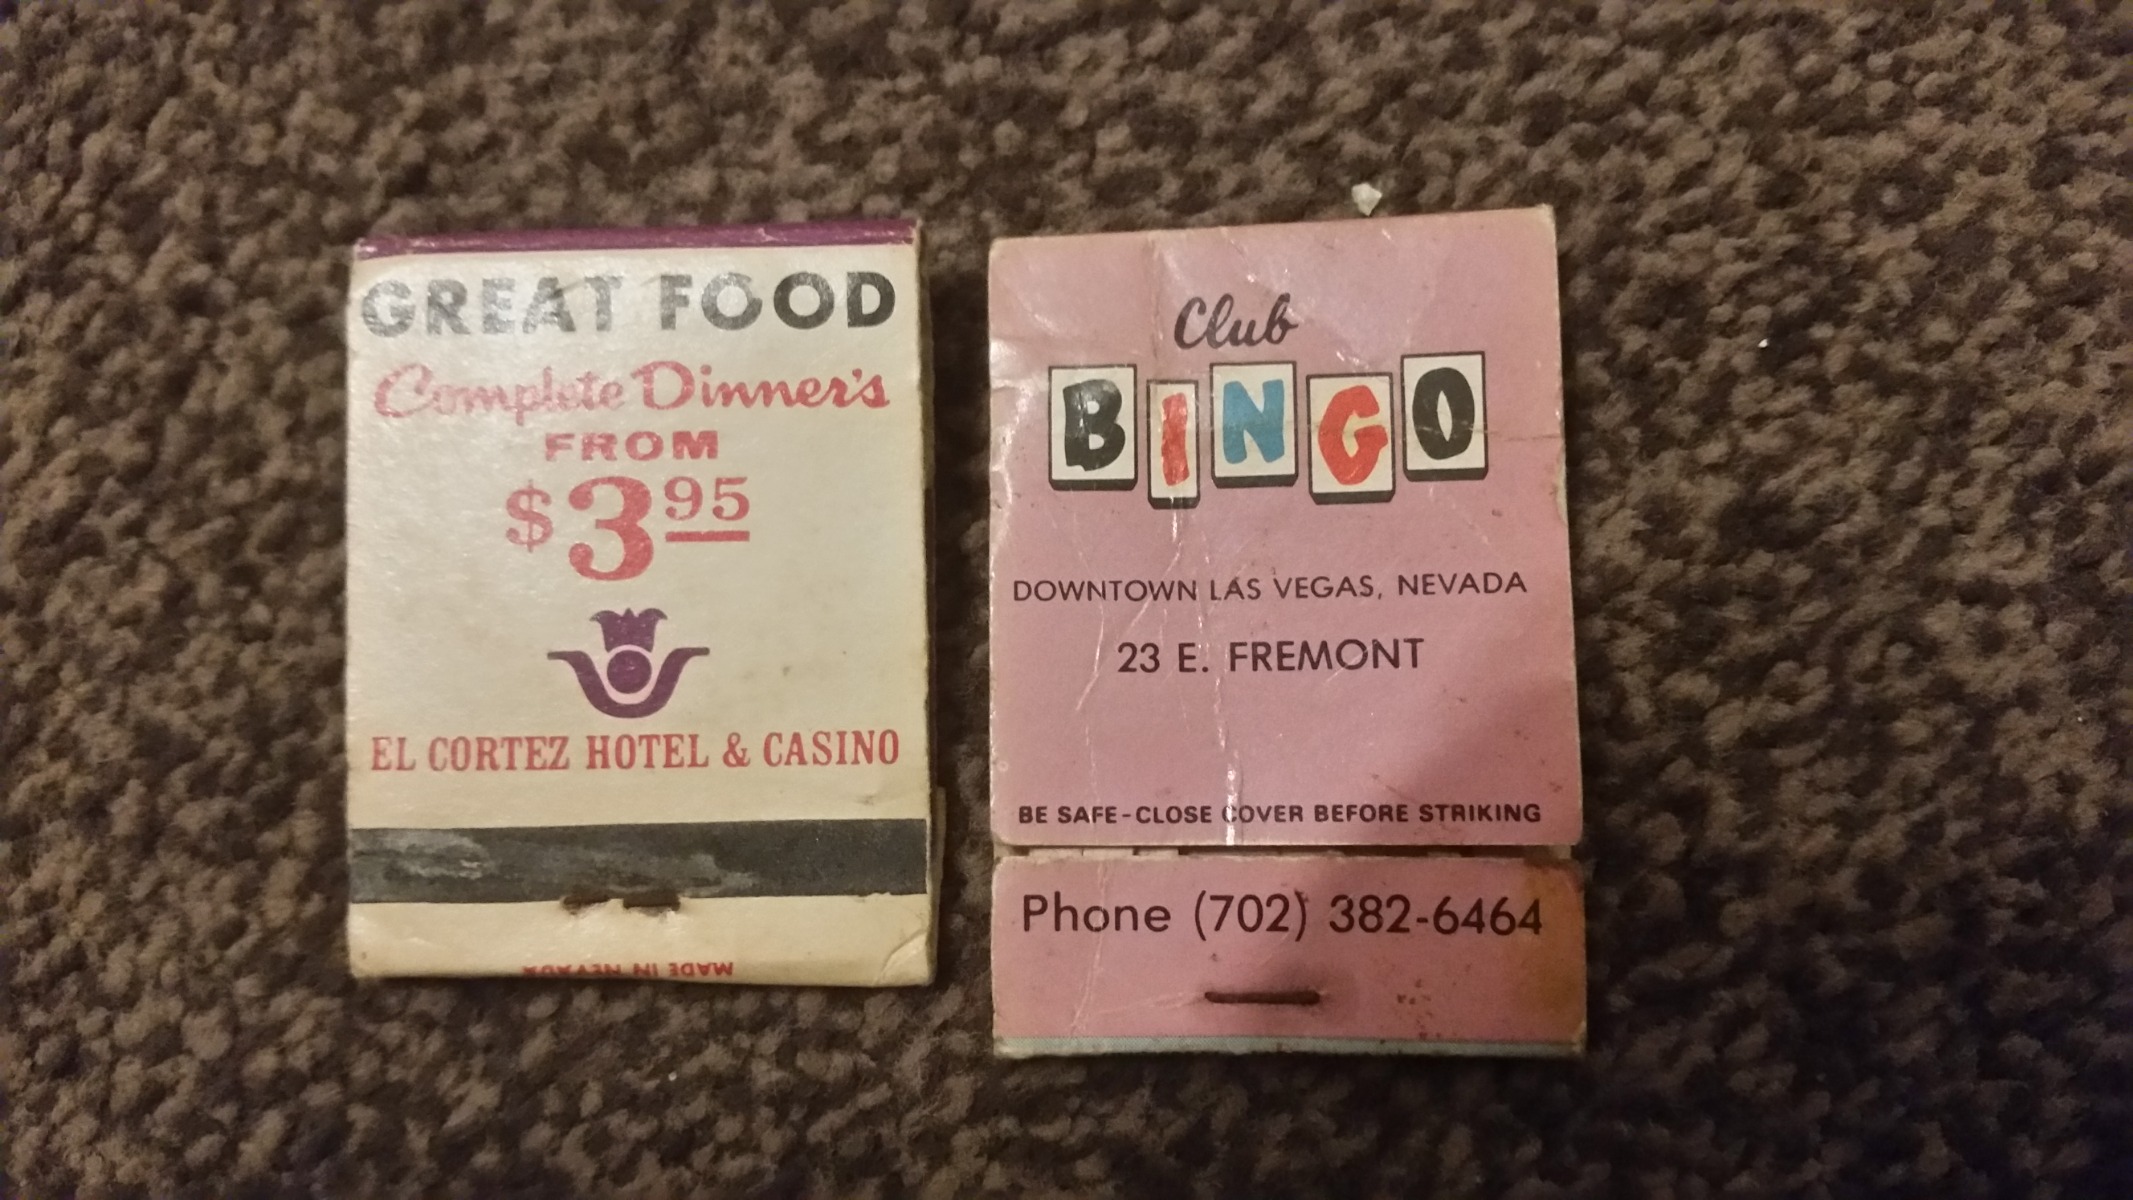 GREAT FOOD
Complete Dinner's
FROM
$3 95
EL CORTEZ HOTEL & CASINO
MADE IN NEVADA
Club
BINGO
DOWNTOWN LAS VEGAS, NEVADA
23 E. FREMONT
BE SAFE-CLOSE COVER BEFORE STRIKING
Phone (702) 382-6464